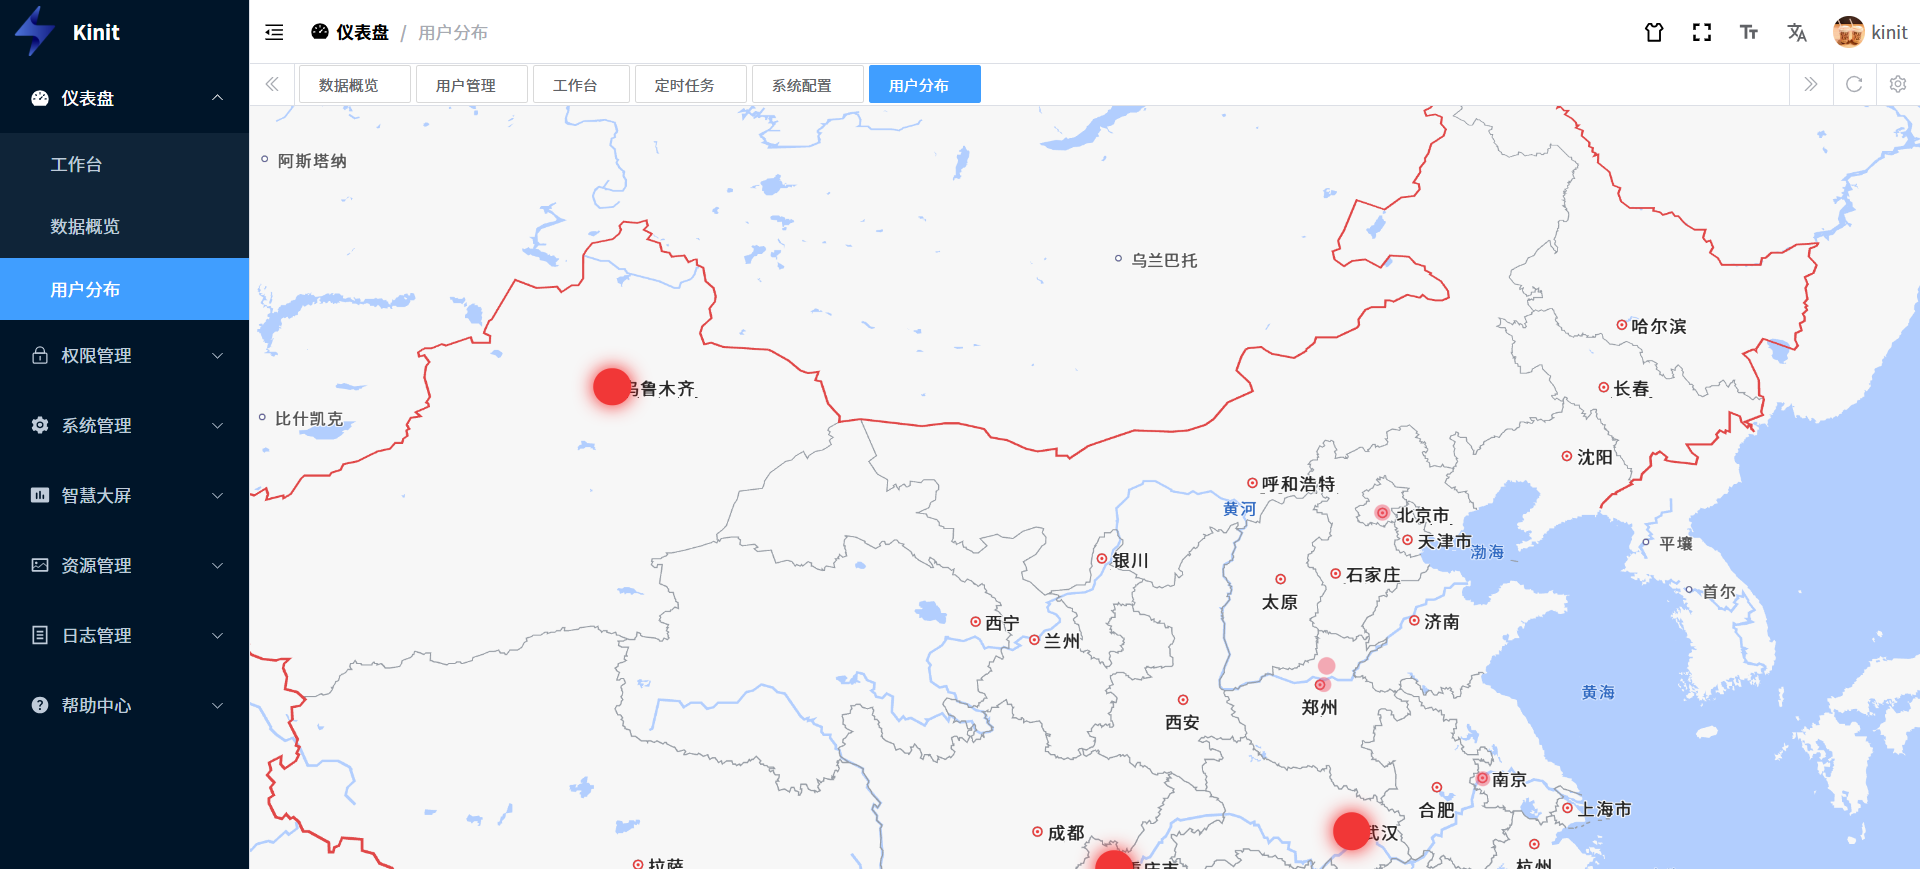 Kinit
仪表盘 / 用户分布
kinit
仪表盘
工作台
数据概览
用户分布
权限管理
系统管理
智慧大屏
资源管理
日志管理
帮助中心
数据概览
用户管理
工作台
定时任务
系统配置
用户分布
阿斯塔纳
乌兰巴托
哈尔滨
长春
乌鲁木齐
比什凯克
沈阳
呼和浩特
黄河
北京市
天津市
渤海
平壤
银川
石家庄
首尔
太原
西宁
济南
兰州
黄海
郑州
西安
南京
合肥
上海市
成都
武汉
拉萨
重庆市
杭州